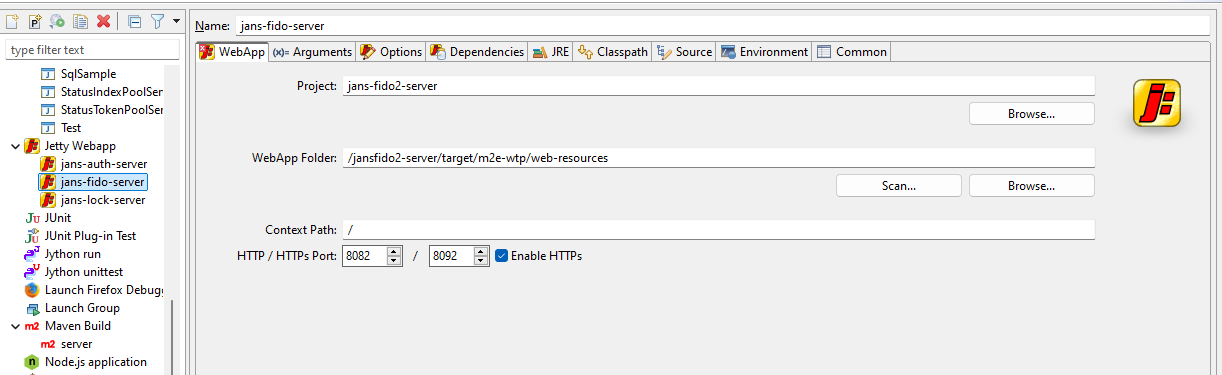 type filter text
SqlSample
StatusIndexPoolSer
StatusTokenPoolSer
Test
Jetty Webapp
jans-auth-server
jans-fido-server
jans-lock-server
JUnit
JUnit Plug-in Test
Jython run
Jython unittest
Launch Firefox Debugg
Launch Group
Maven Build
server
Node.js application
Name: jans-fido-server
WebApp (x)= Arguments Options Dependencies JRE Classpath Source Environment Common
Project: jans-fido2-server
Browse...
WebApp Folder: /jansfido2-server/target/m2e-wtp/web-resources
Scan... Browse...
Context Path: /
HTTP / HTTPs Port: 8082 / 8092 Enable HTTPs